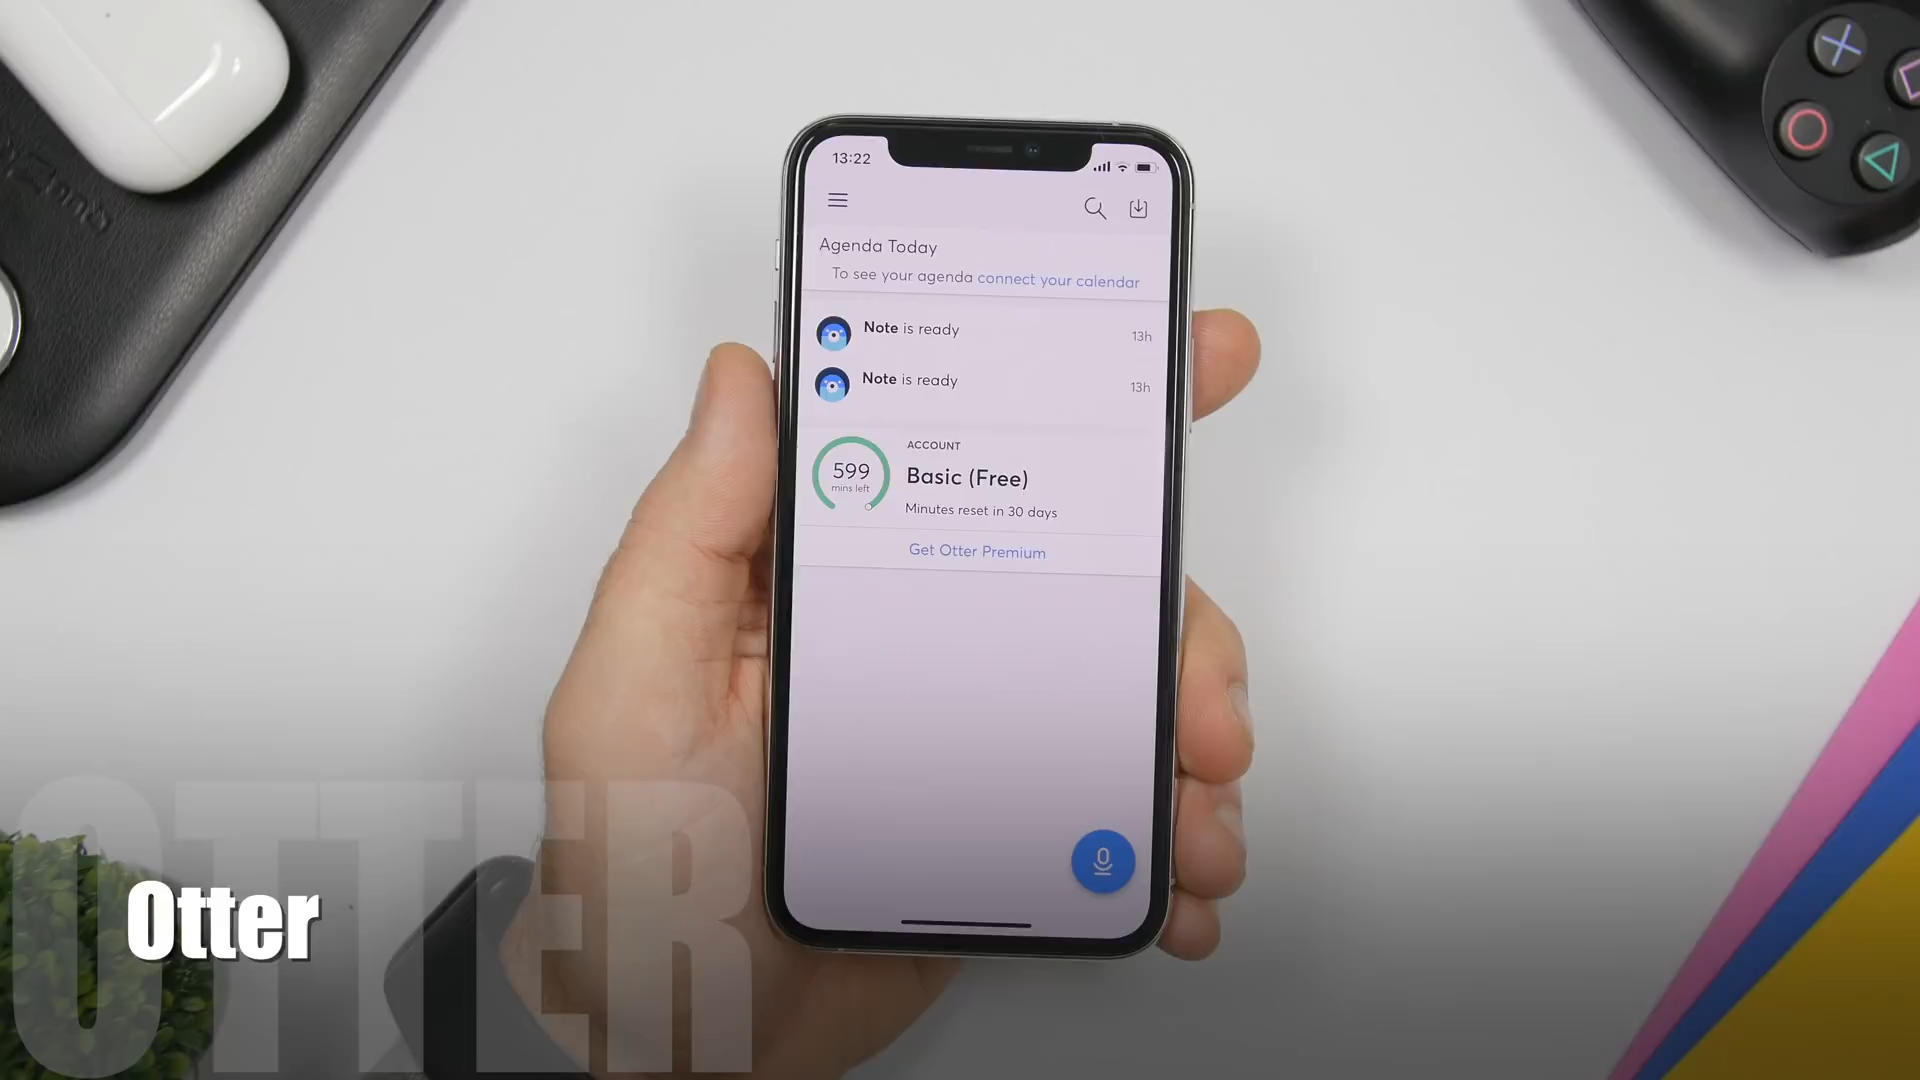 13:22
Agenda Today
To see your agenda connect your calendar
Note is ready
13h
Note is ready
13h
599
mins left
ACCOUNT
Basic (Free)
Minutes reset in 30 days
Get Otter Premium
OTTER
Otter